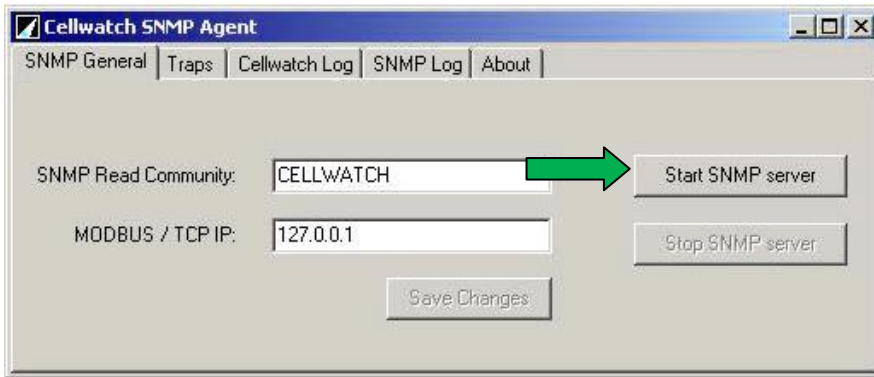 Cellwatch SNMP Agent
SNMP General Traps Cellwatch Log SNMP Log About
SNMP Read Community: CELLWATCH Start SNMP server
MODBUS / TCP IP: 127.0.0.1 Stop SNMP server
Save Changes